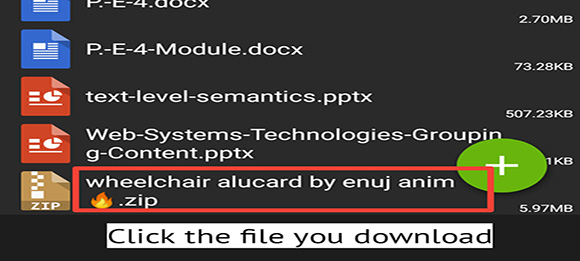 P.-E-4.docx
2.70MB
P.-E-4-Module.docx
73.28KB
text-level-semantics.pptx
507.23KB
Web-Systems-Technologies-Groupin
g-Content.pptx
1KB
wheelchair alucard by enuj anim
🔥.zip
ZIP
5.97MB
Click the file you download